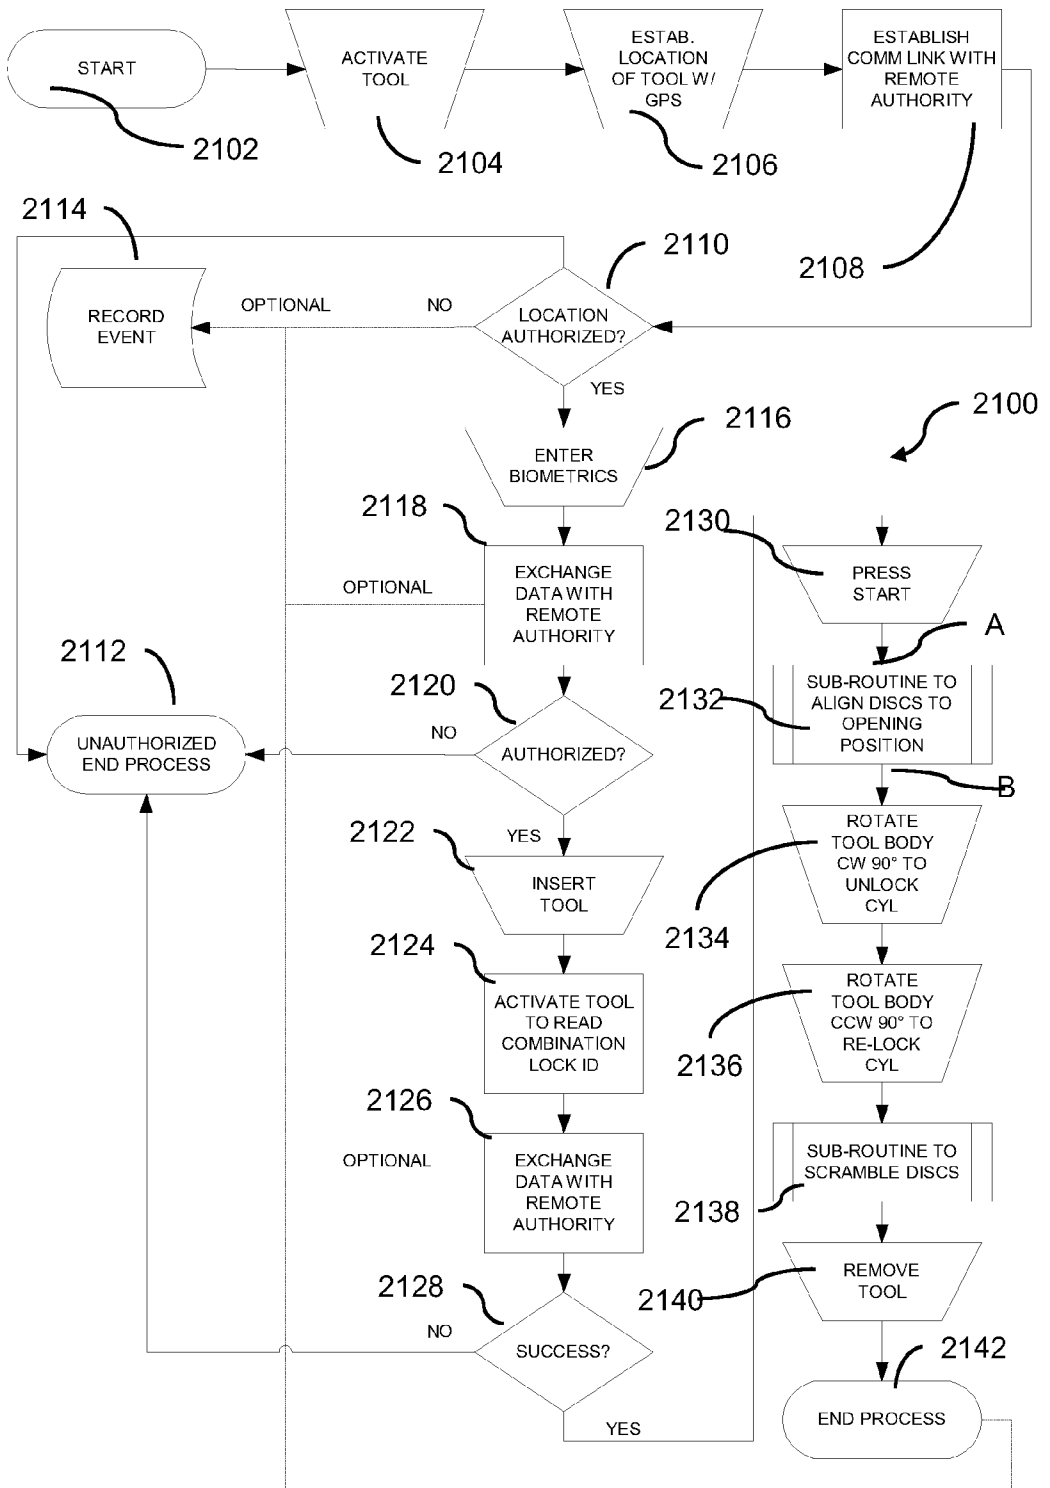 START
2102
ACTIVATE
TOOL
2104
ESTAB.
LOCATION
OF TOOL W/
GPS
2106
ESTABLISH
COMM LINK WITH
REMOTE
AUTHORITY
2108
2114
RECORD
EVENT
OPTIONAL
NO
2110
LOCATION
AUTHORIZED?
YES
2116
ENTER
BIOMETRICS
2118
OPTIONAL
EXCHANGE
DATA WITH
REMOTE
AUTHORITY
2112
UNAUTHORIZED
END PROCESS
2120
NO
AUTHORIZED?
YES
2122
INSERT
TOOL
2124
ACTIVATE TOOL
TO READ
COMBINATION
LOCK ID
2126
OPTIONAL
EXCHANGE
DATA WITH
REMOTE
AUTHORITY
2128
NO
SUCCESS?
YES
2100
2130
PRESS
START
A
2132
SUB-ROUTINE TO
ALIGN DISCS TO
OPENING
POSITION
B
ROTATE
TOOL BODY
CW 90° TO
UNLOCK
CYL
2134
ROTATE
TOOL BODY
CCW 90° TO
RE-LOCK
CYL
2136
SUB-ROUTINE TO
SCRAMBLE DISCS
2138
REMOVE
TOOL
2140
2142
END PROCESS